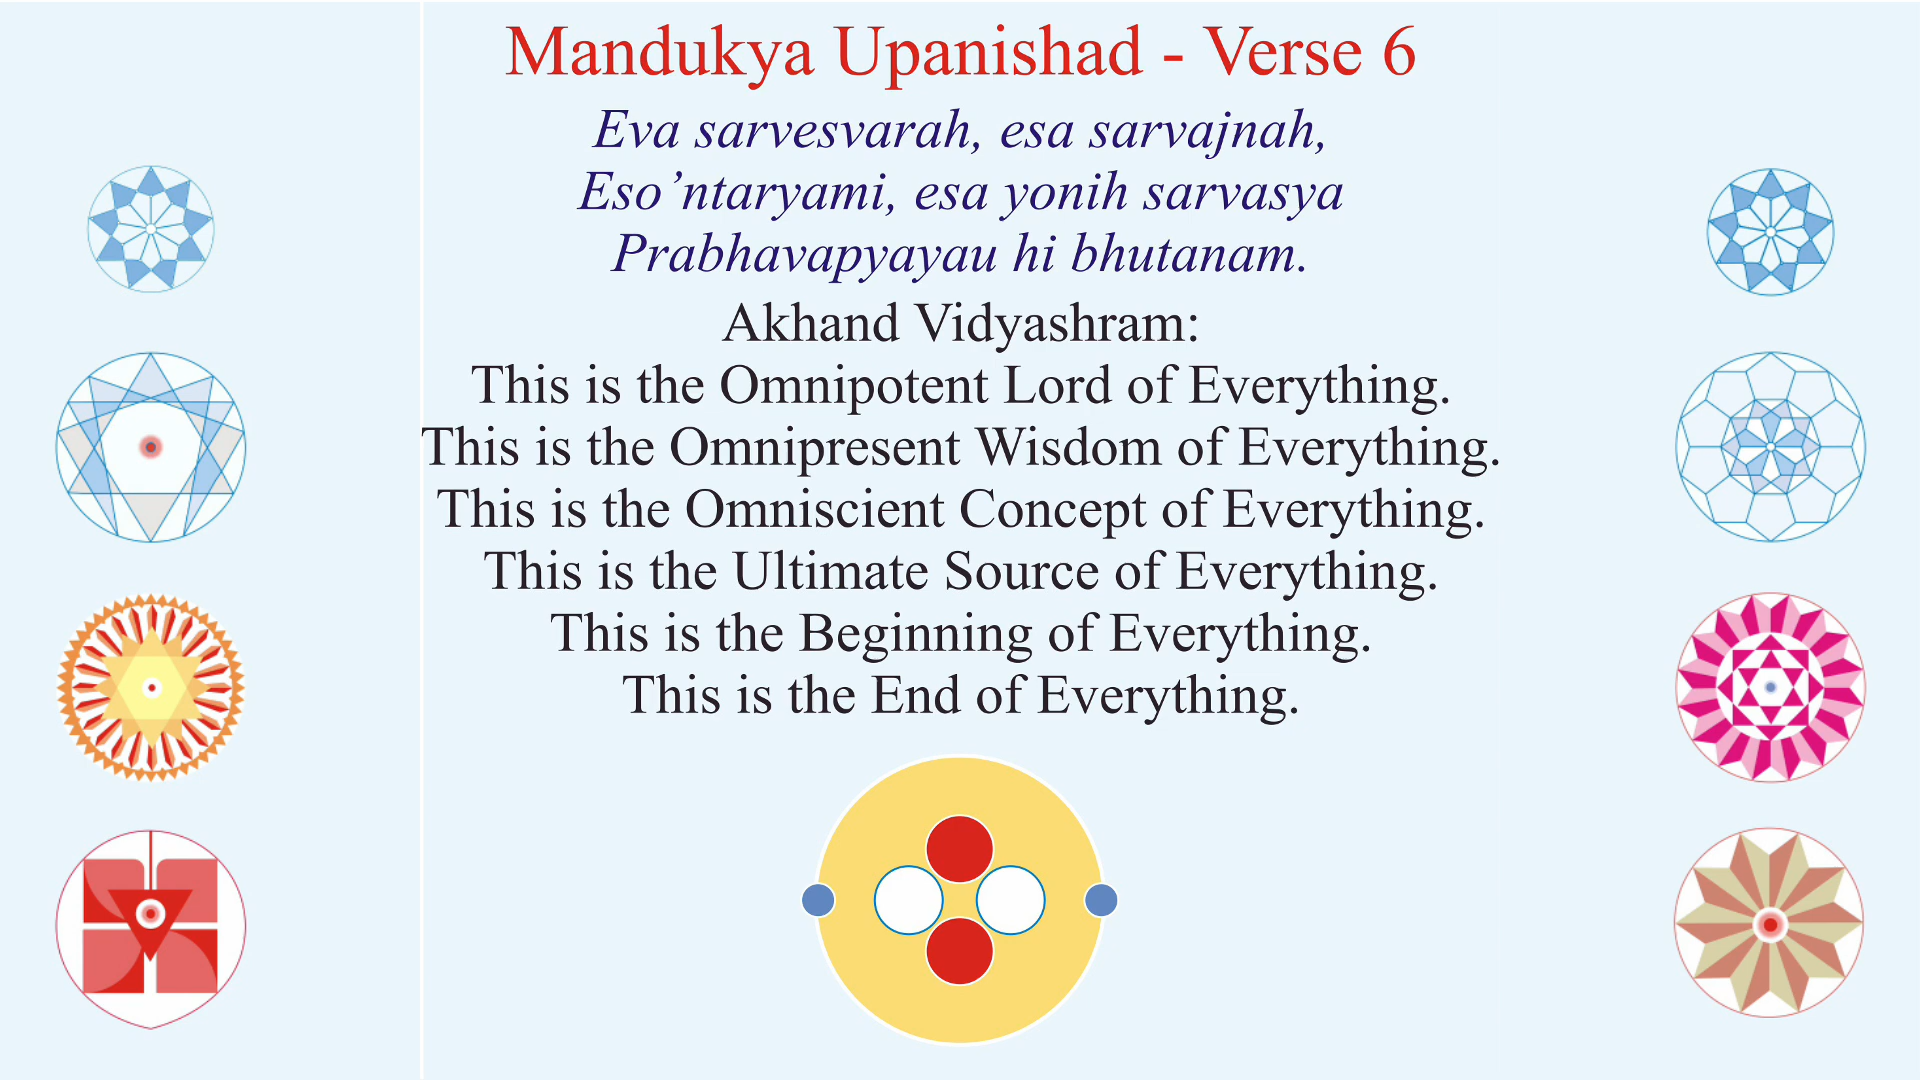 Mandukya Upanishad - Verse 6
Eva sarvesvarah, esa sarvajnah,
Eso’ntaryami, esa yonih sarvasya
Prabhavapyayau hi bhutanam.
Akhand Vidyashram:
This is the Omnipotent Lord of Everything.
This is the Omnipresent Wisdom of Everything.
This is the Omniscient Concept of Everything.
This is the Ultimate Source of Everything.
This is the Beginning of Everything.
This is the End of Everything.